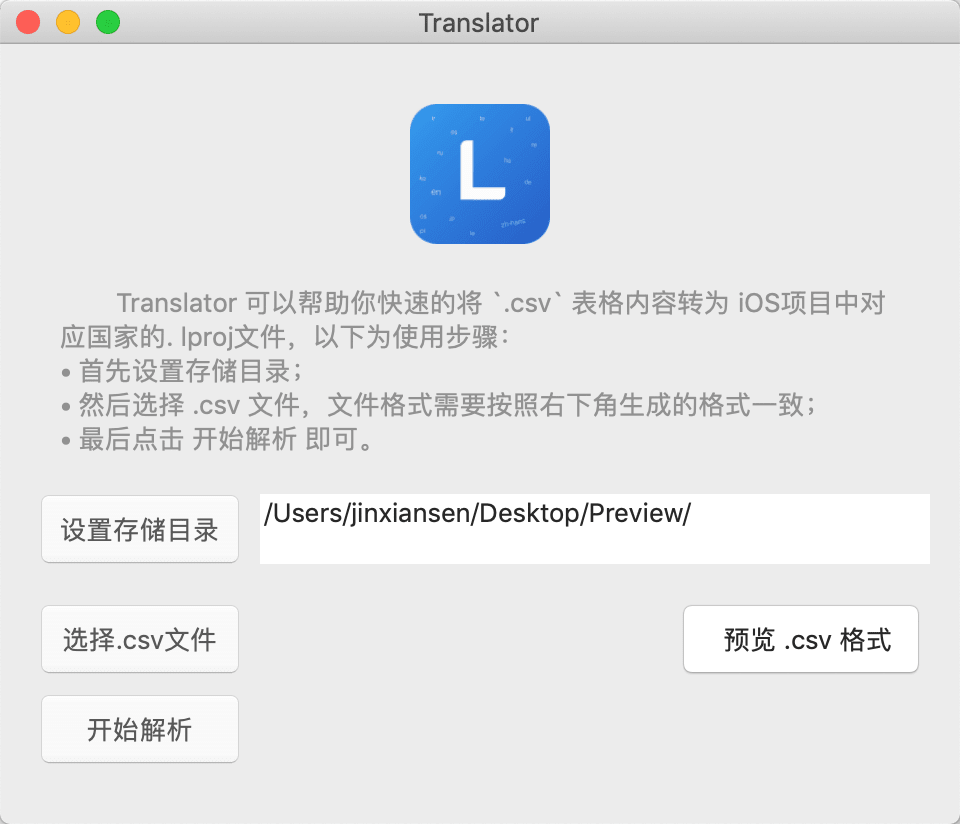 Translator
L
en
zh-hans
Translator 可以帮助你快速的将 `.csv` 表格内容转为 iOS项目中对
应国家的. lproj文件，以下为使用步骤：
• 首先设置存储目录；
• 然后选择 .csv 文件，文件格式需要按照右下角生成的格式一致；
• 最后点击 开始解析 即可。
设置存储目录
/Users/jinxiansen/Desktop/Preview/
选择.csv文件
预览 .csv 格式
开始解析